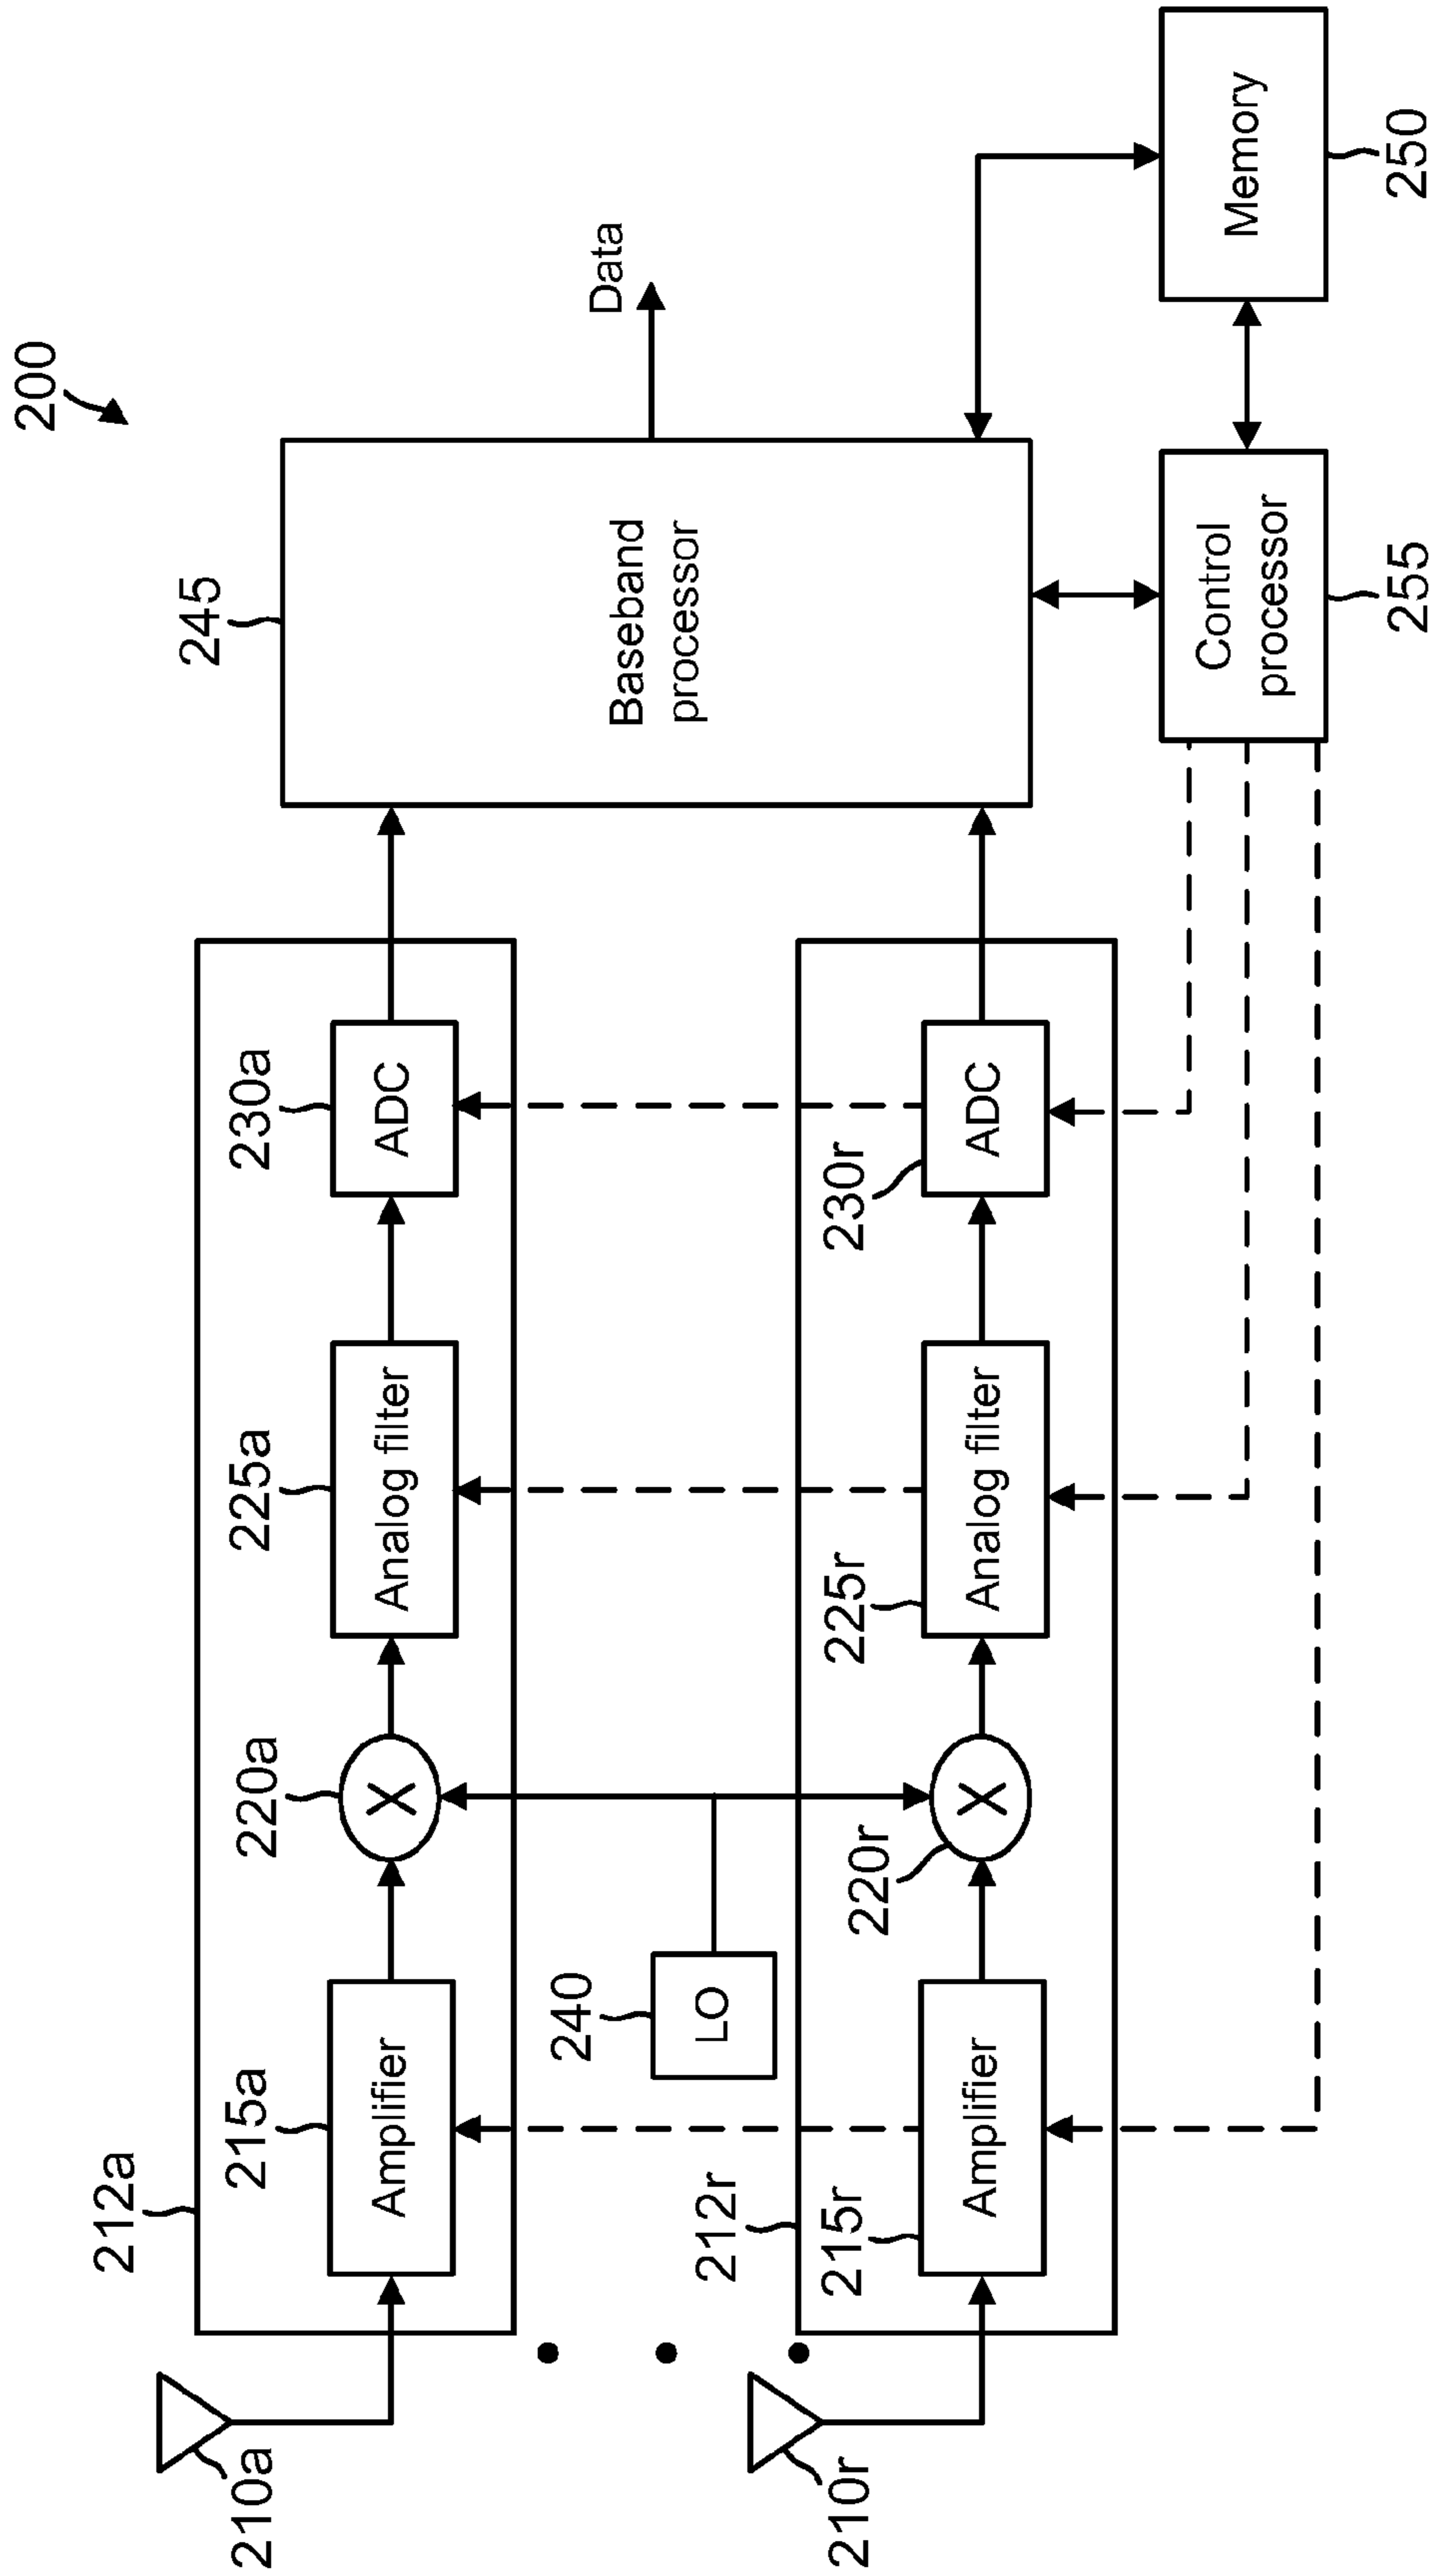 200
212a
210a
215a
Amplifier
220a
X
225a
Analog filter
230a
ADC
245
Baseband
processor
Data
240
LO
212r
210r
215r
Amplifier
220r
X
225r
Analog filter
230r
ADC
Control
processor
255
Memory
250